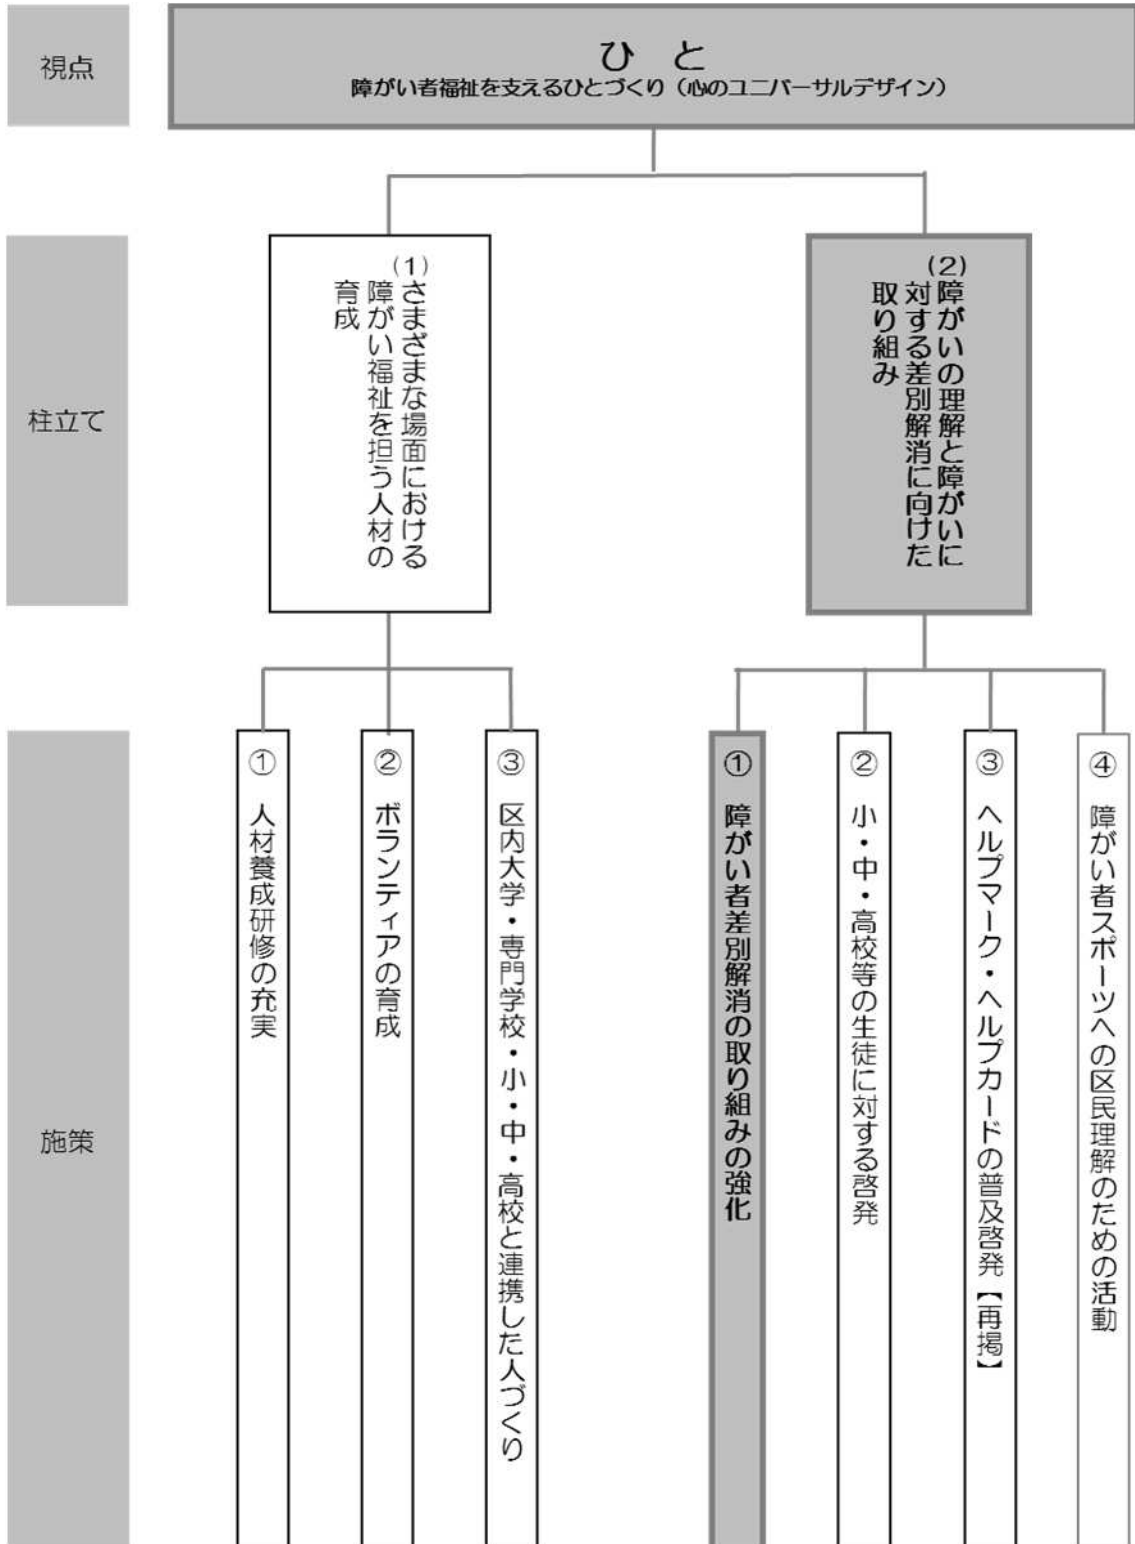 視点
ひと
障がい者福祉を支えるひとづくり（心のユニバーサルデザイン）
柱立て
(1)さまざまな場面における
障がい福祉を担う人材の
育成
(2)障がいの理解と障がいに
対する差別解消に向けた
取り組み
施策
① 人材養成研修の充実
② ボランティアの育成
③ 区内大学・専門学校・小・中・高校と連携した人づくり
① 障がい者差別解消の取り組みの強化
② 小・中・高校等の生徒に対する啓発
③ ヘルプマーク・ヘルプカードの普及啓発【再掲】
④ 障がい者スポーツへの区民理解のための活動